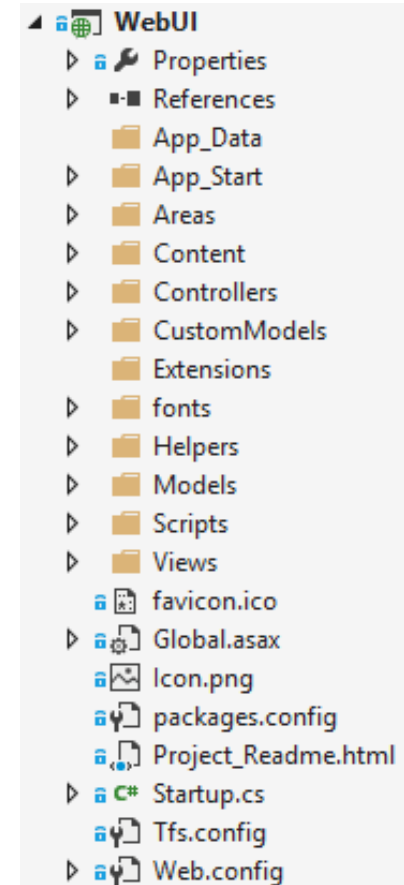 WebUI
Properties
References
App_Data
App_Start
Areas
Content
Controllers
CustomModels
Extensions
fonts
Helpers
Models
Scripts
Views
favicon.ico
Global.asax
Icon.png
packages.config
Project_Readme.html
C# Startup.cs
Tfs.config
Web.config